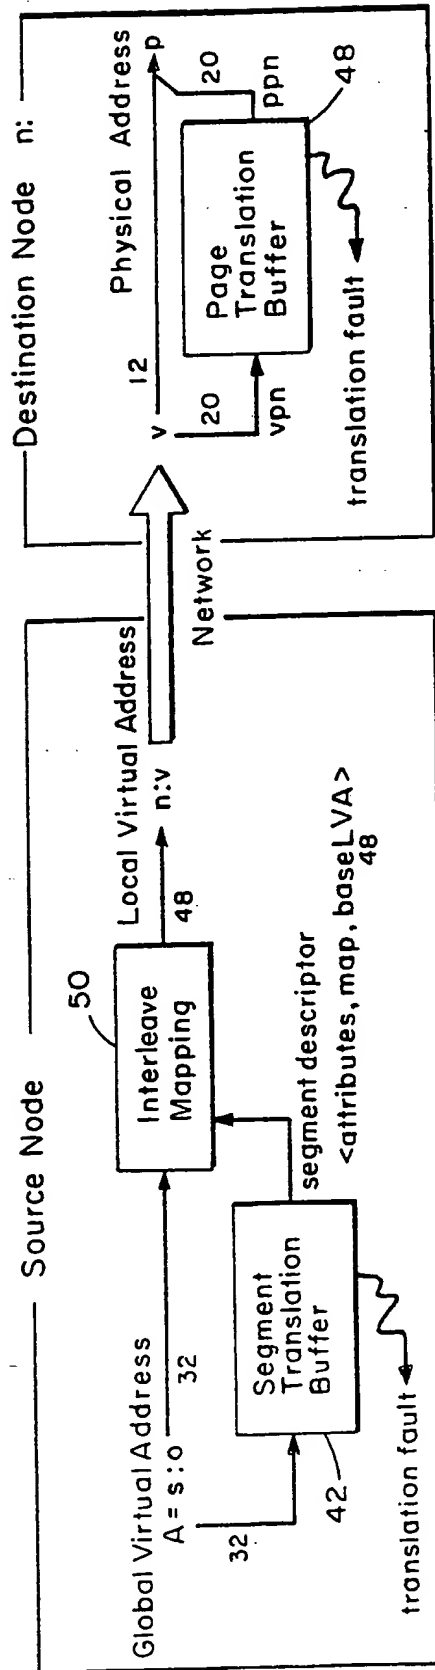 Source Node
Global Virtual Address
A = s : o
32
32
Segment
Translation
Buffer
42
translation fault
segment descriptor
<attributes, map, baseLVA>
48
50
Interleave
Mapping
48
Local Virtual Address
n:v
Network
Destination Node n:
v
12
Physical Address
p
20
vpn
Page
Translation
Buffer
20
ppn
48
translation fault